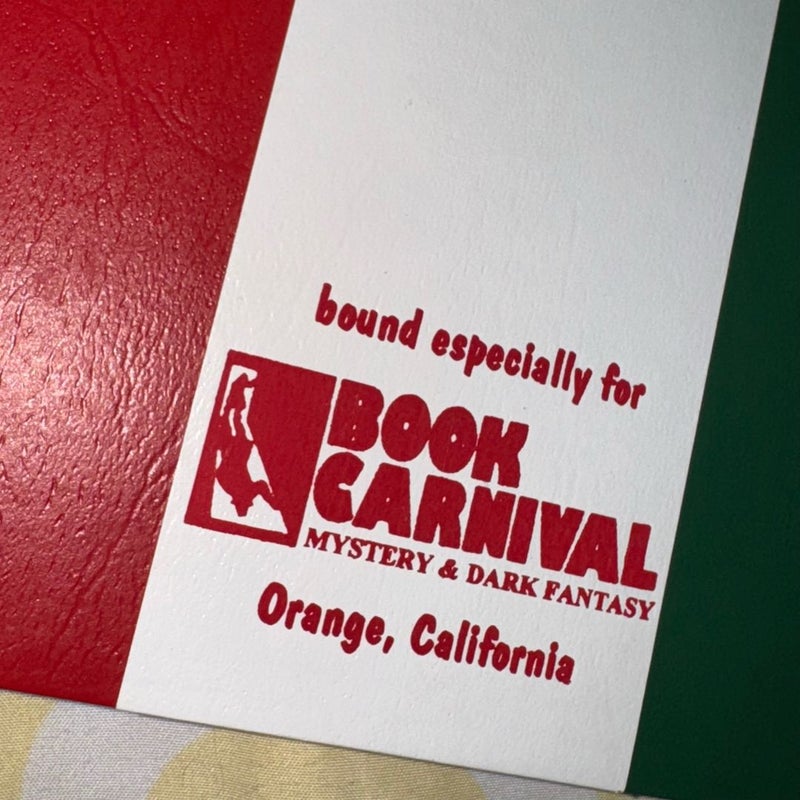 bound especially for
BOOK
CARNIVAL
MYSTERY & DARK FANTASY
Orange, California